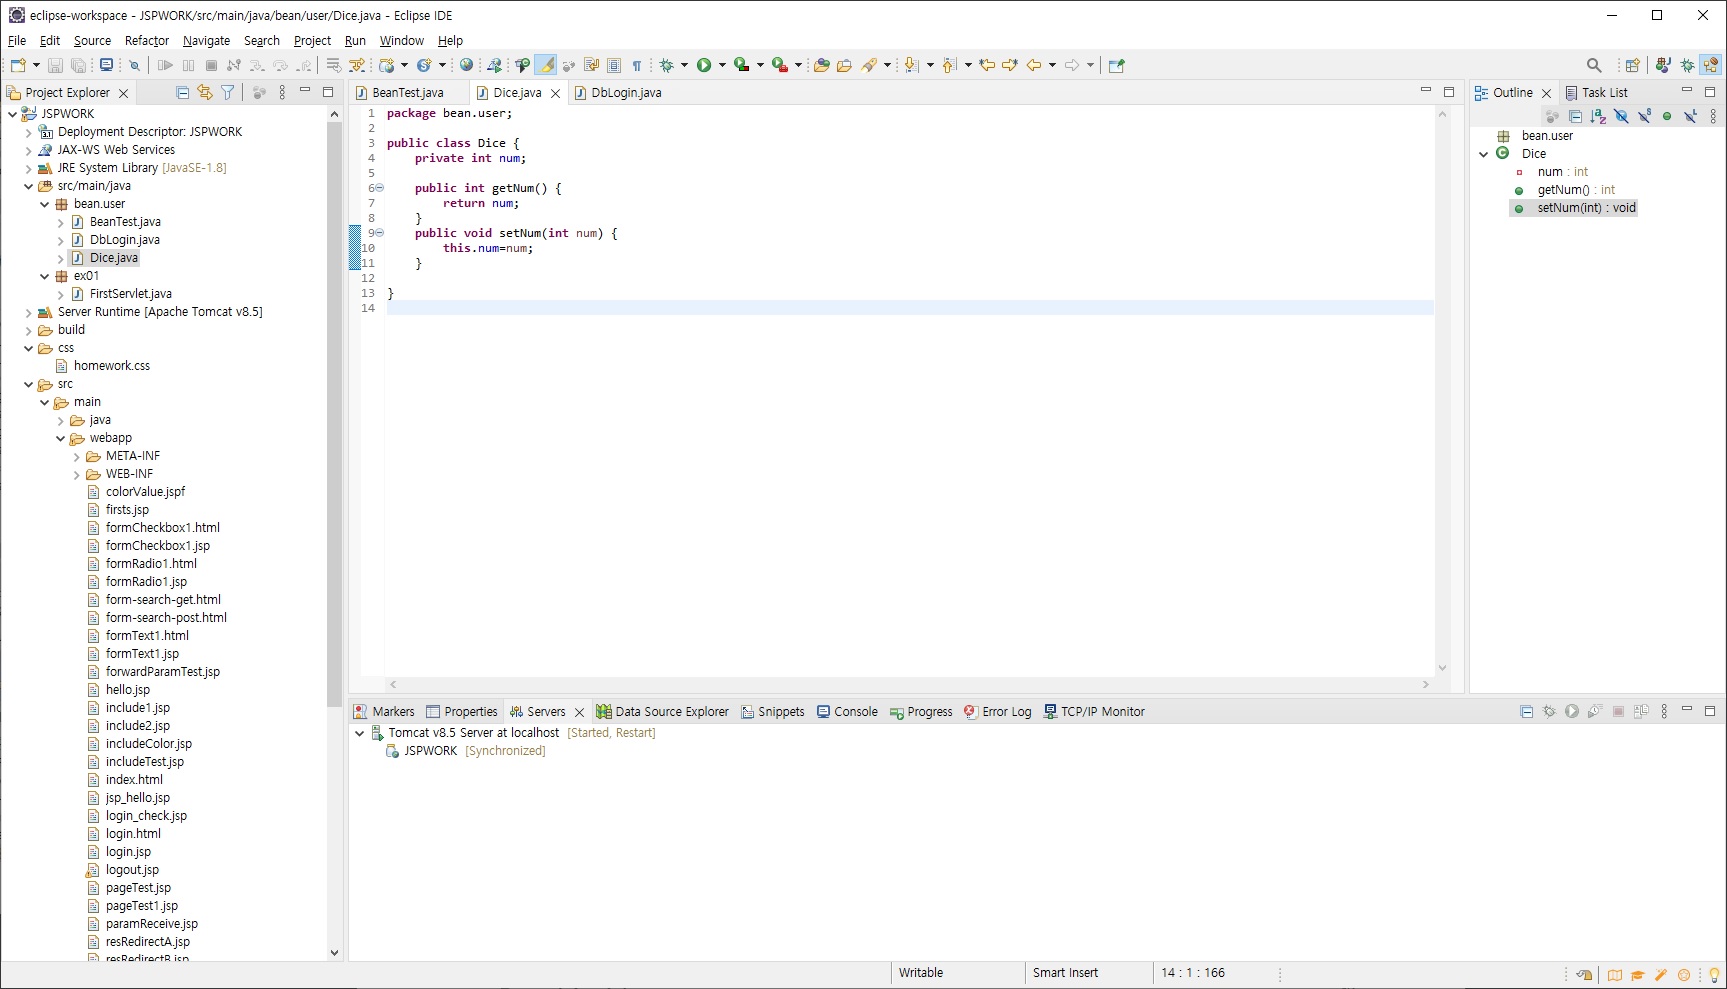 eclipse-workspace - JSPWORK/src/main/java/bean/user/Dice.java - Eclipse IDE
File Edit Source Refactor Navigate Search Project Run Window Help
Project Explorer
JSPWORK
Deployment Descriptor: JSPWORK
JAX-WS Web Services
JRE System Library [JavaSE-1.8]
src/main/java
bean.user
BeanTest.java
DbLogin.java
Dice.java
ex01
FirstServlet.java
Server Runtime [Apache Tomcat v8.5]
build
css
homework.css
src
main
java
webapp
META-INF
WEB-INF
colorValue.jspf
firsts.jsp
formCheckbox1.html
formCheckbox1.jsp
formRadio1.html
formRadio1.jsp
form-search-get.html
form-search-post.html
formText1.html
formText1.jsp
forwardParamTest.jsp
hello.jsp
include1.jsp
include2.jsp
includeColor.jsp
includeTest.jsp
index.html
jsp_hello.jsp
login_check.jsp
login.html
login.jsp
logout.jsp
pageTest.jsp
pageTest1.jsp
paramReceive.jsp
resRedirectA.jsp
resRedirectB.jsp
BeanTest.java Dice.java DbLogin.java
1 package bean.user;
2
3 public class Dice {
4 private int num;
5
6 public int getNum() {
7 return num;
8 }
9 public void setNum(int num) {
10 this.num=num;
11 }
12
13 }
14
Outline Task List
bean.user
Dice
num : int
getNum() : int
setNum(int) : void
Markers Properties Servers Data Source Explorer Snippets Console Progress Error Log TCP/IP Monitor
Tomcat v8.5 Server at localhost [Started, Restart]
JSPWORK [Synchronized]
Writable Smart Insert 14 : 1 : 166